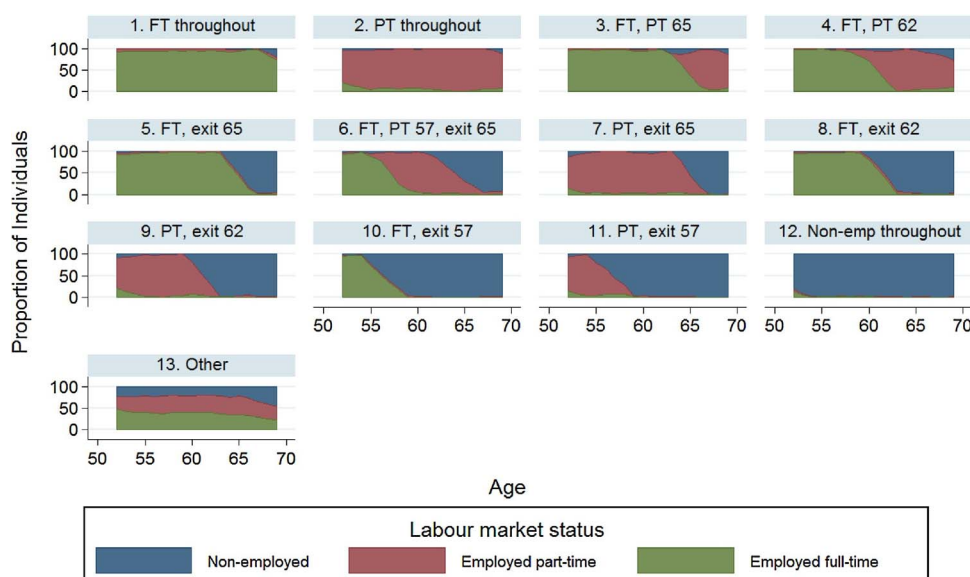 1. FT throughout
2. PT throughout
3. FT, PT 65
4. FT, PT 62
100
50
0
5. FT, exit 65
6. FT, PT 57, exit 65
7. PT, exit 65
8. FT, exit 62
100
50
0
9. PT, exit 62
10. FT, exit 57
11. PT, exit 57
12. Non-emp throughout
100
50
0
50 55 60 65 70 50 55 60 65 70 50 55 60 65 70
13. Other
100
50
0
50 55 60 65 70
Proportion of Individuals
Age
Labour market status
Non-employed Employed part-time Employed full-time